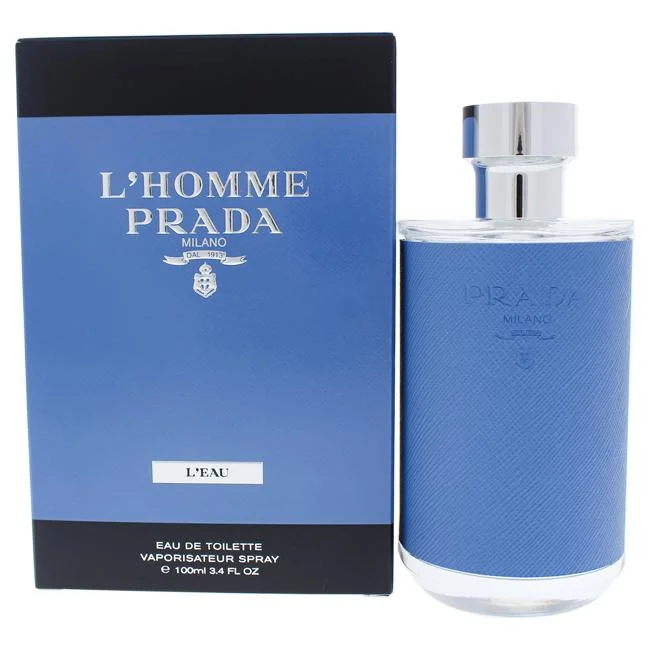 L'HOMME
PRADA
MILANO
DAL 1913
L'EAU
EAU DE TOILETTE
VAPORISATEUR SPRAY
℮ 100ml 3.4 FL OZ
PRADA
MILANO